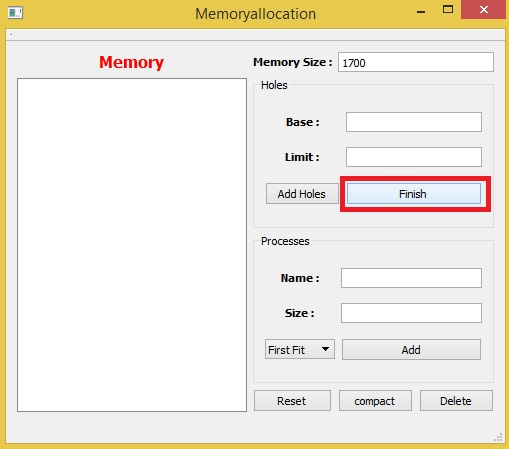 Memoryallocation
Memory
Memory Size : 1700
Holes
Base :
Limit :
Add Holes Finish
Processes
Name :
Size :
First Fit Add
Reset compact Delete